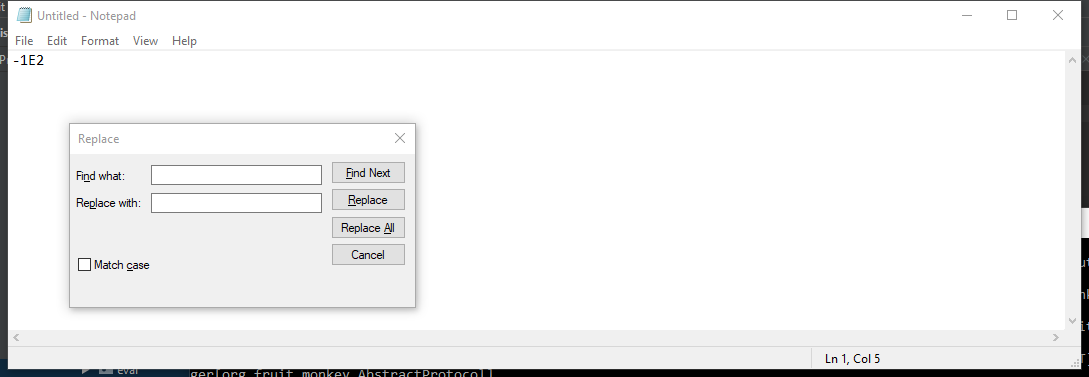 Untitled - Notepad
File Edit Format View Help
-1E2
Replace
Find what:
Find Next
Replace with:
Replace
Replace All
Cancel
Match case
Ln 1, Col 5
eval
ger[org.fruit.monkey.AbstractProtocol]